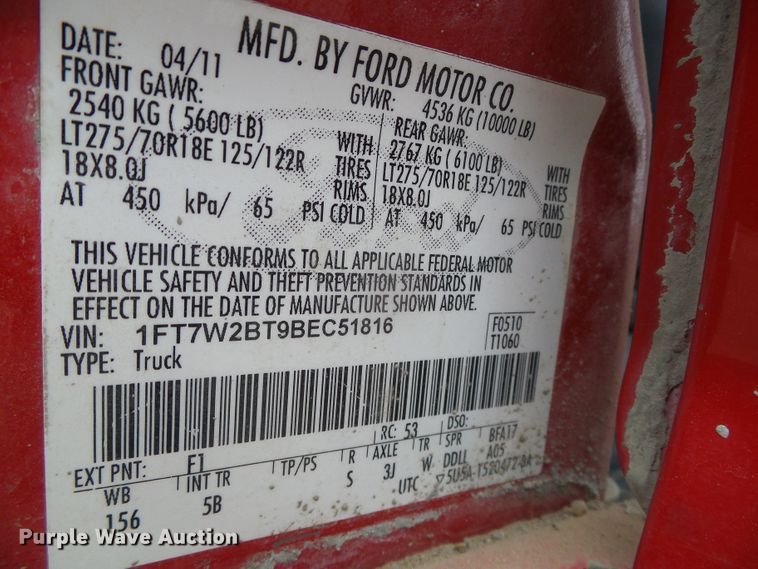 MFD. BY FORD MOTOR CO.
DATE: 04/11
GVWR: 4536 KG (10000 LB)
FRONT GAWR:
2540 KG ( 5600 LB)
LT275/70R18E 125/122R
18X8.0J
AT 450 kPa/ 65 PSI COLD
WITH
TIRES
RIMS
REAR GAWR:
2767 KG ( 6100 LB)
LT275/70R18E 125/122R
18X8.0J
AT 450 kPa/ 65 PSI COLD
WITH
TIRES
RIMS
THIS VEHICLE CONFORMS TO ALL APPLICABLE FEDERAL MOTOR
VEHICLE SAFETY AND THEFT PREVENTION STANDARDS IN
EFFECT ON THE DATE OF MANUFACTURE SHOWN ABOVE.
VIN: 1FT7W2BT9BEC51816
TYPE: Truck
F0510
T1060
EXT PNT: F1
RC: 53 DSO:
WB INT TR TP/PS R AXLE TR SPR BFA17
156 5B S 3J W DDLL A05
UTC
Purple Wave Auction